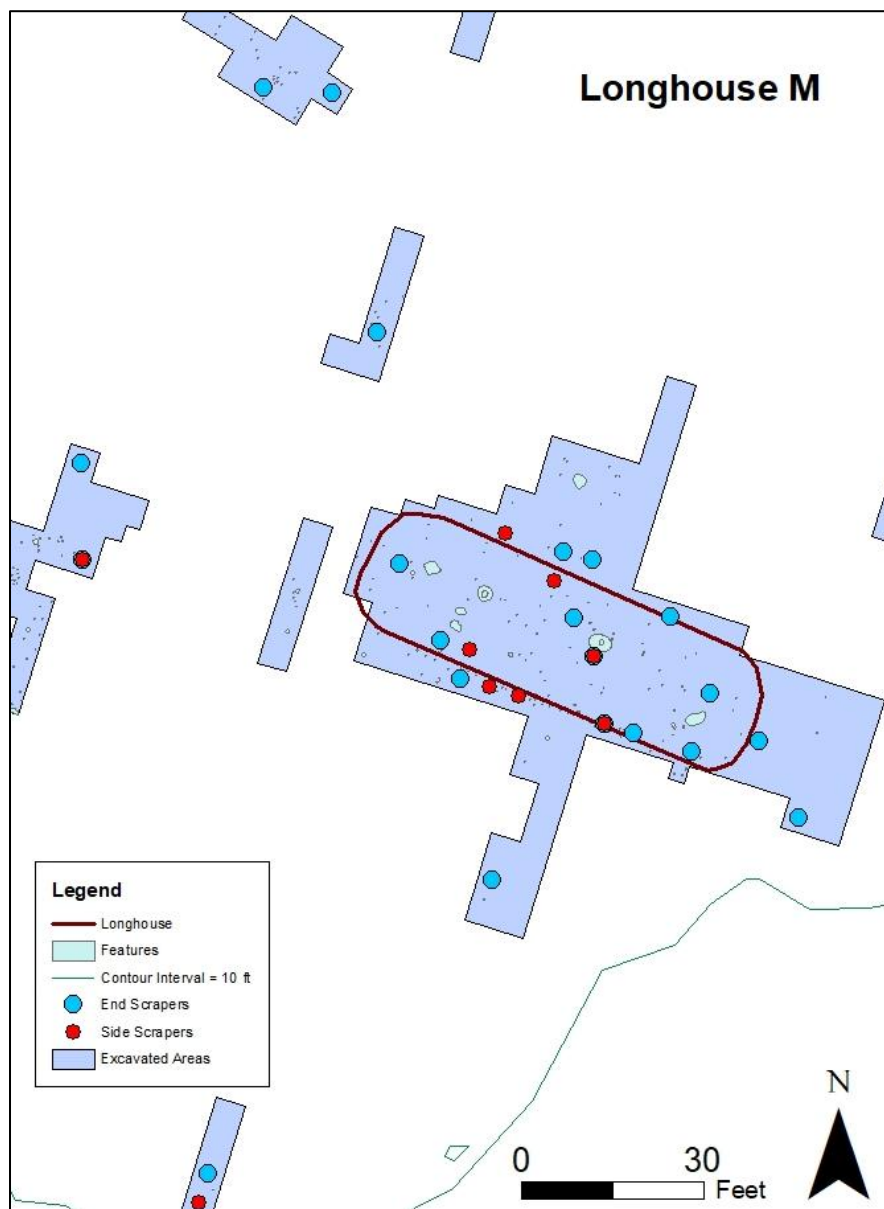 Longhouse M
Legend
Longhouse
Features
Contour Interval = 10 ft
End Scrapers
Side Scrapers
Excavated Areas
N
0 30
Feet